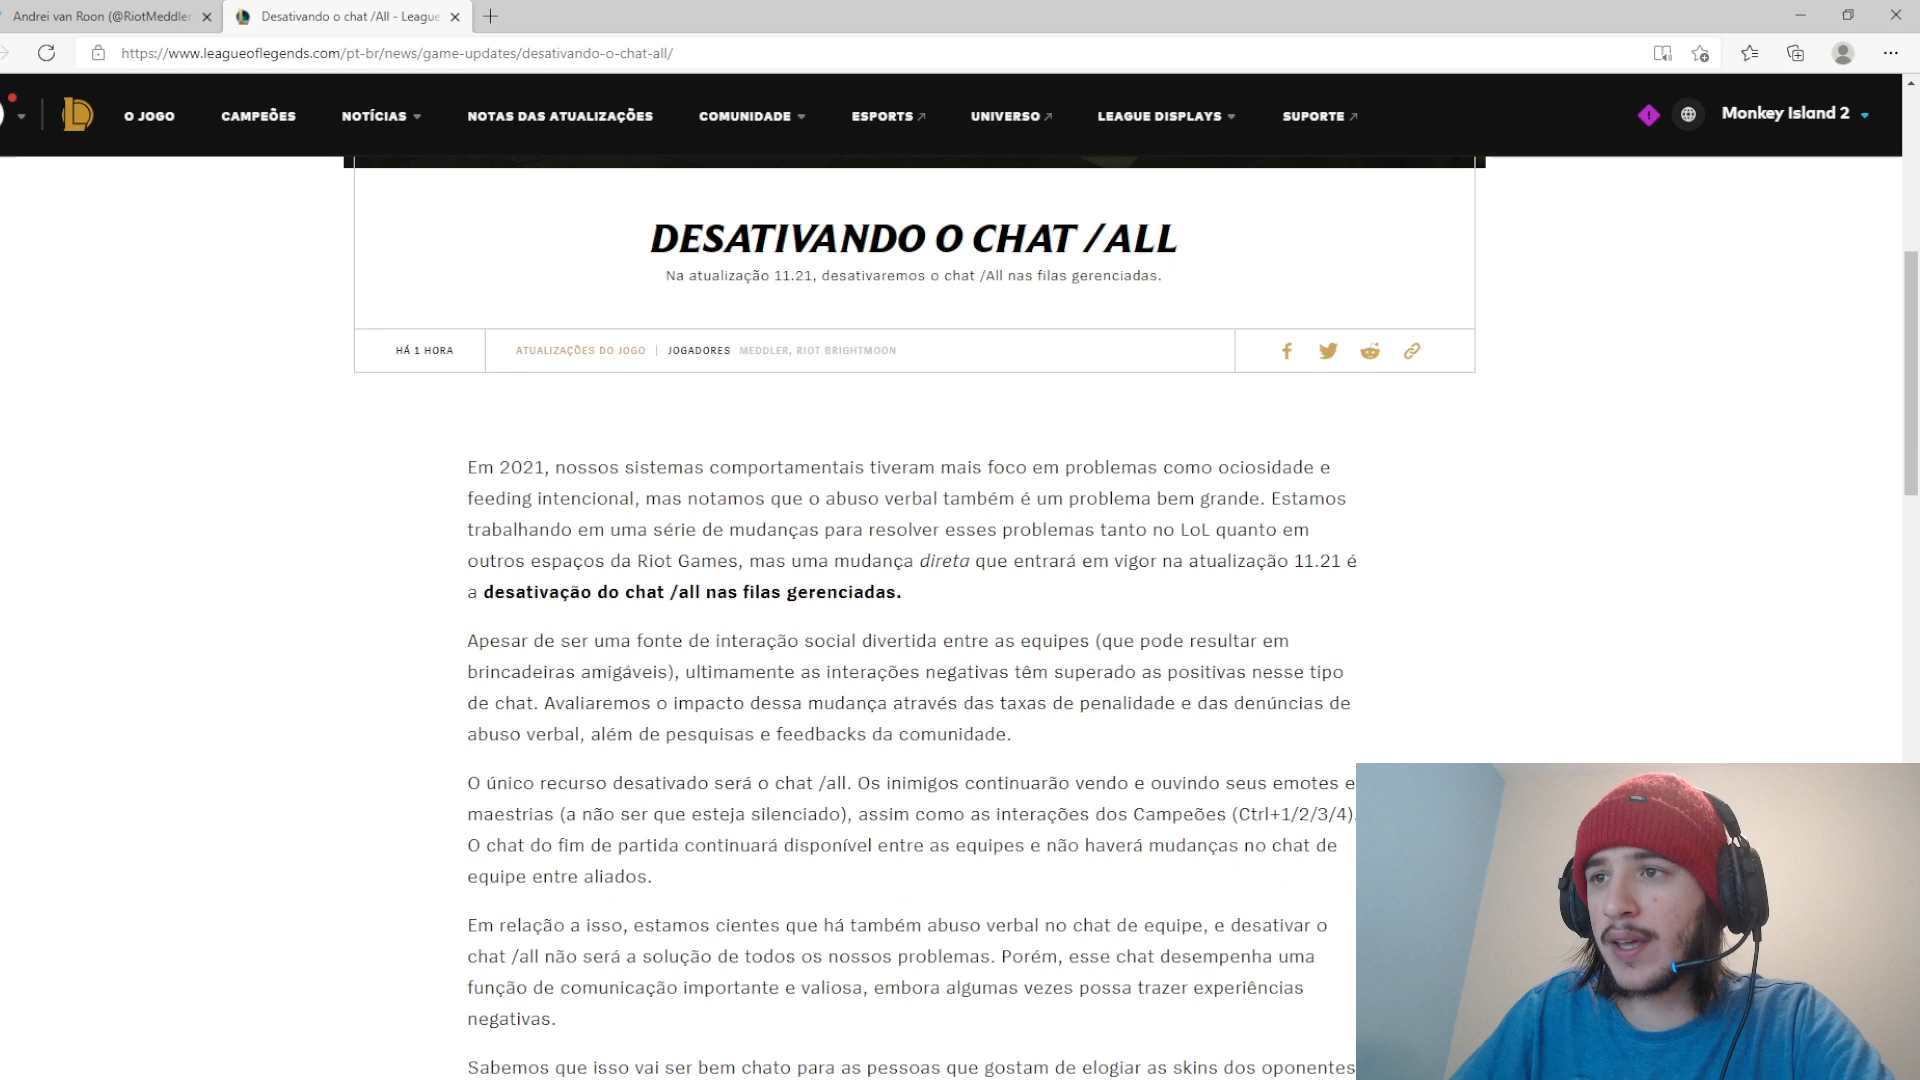 Andrei van Roon (@RiotMeddler
Desativando o chat /All - League
https://www.leagueoflegends.com/pt-br/news/game-updates/desativando-o-chat-all/
O JOGO
CAMPEÕES
NOTÍCIAS
NOTAS DAS ATUALIZAÇÕES
COMUNIDADE
ESPORTS
UNIVERSO
LEAGUE DISPLAYS
SUPORTE
Monkey Island 2
DESATIVANDO O CHAT /ALL
Na atualização 11.21, desativaremos o chat /All nas filas gerenciadas.
HÁ 1 HORA
ATUALIZAÇÕES DO JOGO | JOGADORES MEDDLER, RIOT BRIGHTMOON
Em 2021, nossos sistemas comportamentais tiveram mais foco em problemas como ociosidade e
feeding intencional, mas notamos que o abuso verbal também é um problema bem grande. Estamos
trabalhando em uma série de mudanças para resolver esses problemas tanto no LoL quanto em
outros espaços da Riot Games, mas uma mudança direta que entrará em vigor na atualização 11.21 é
a desativação do chat /all nas filas gerenciadas.
Apesar de ser uma fonte de interação social divertida entre as equipes (que pode resultar em
brincadeiras amigáveis), ultimamente as interações negativas têm superado as positivas nesse tipo
de chat. Avaliaremos o impacto dessa mudança através das taxas de penalidade e das denúncias de
abuso verbal, além de pesquisas e feedbacks da comunidade.
O único recurso desativado será o chat /all. Os inimigos continuarão vendo e ouvindo seus emotes e
maestrias (a não ser que esteja silenciado), assim como as interações dos Campeões (Ctrl+1/2/3/4).
O chat do fim de partida continuará disponível entre as equipes e não haverá mudanças no chat de
equipe entre aliados.
Em relação a isso, estamos cientes que há também abuso verbal no chat de equipe, e desativar o
chat /all não será a solução de todos os nossos problemas. Porém, esse chat desempenha uma
função de comunicação importante e valiosa, embora algumas vezes possa trazer experiências
negativas.
Sabemos que isso vai ser bem chato para as pessoas que gostam de elogiar as skins dos oponentes